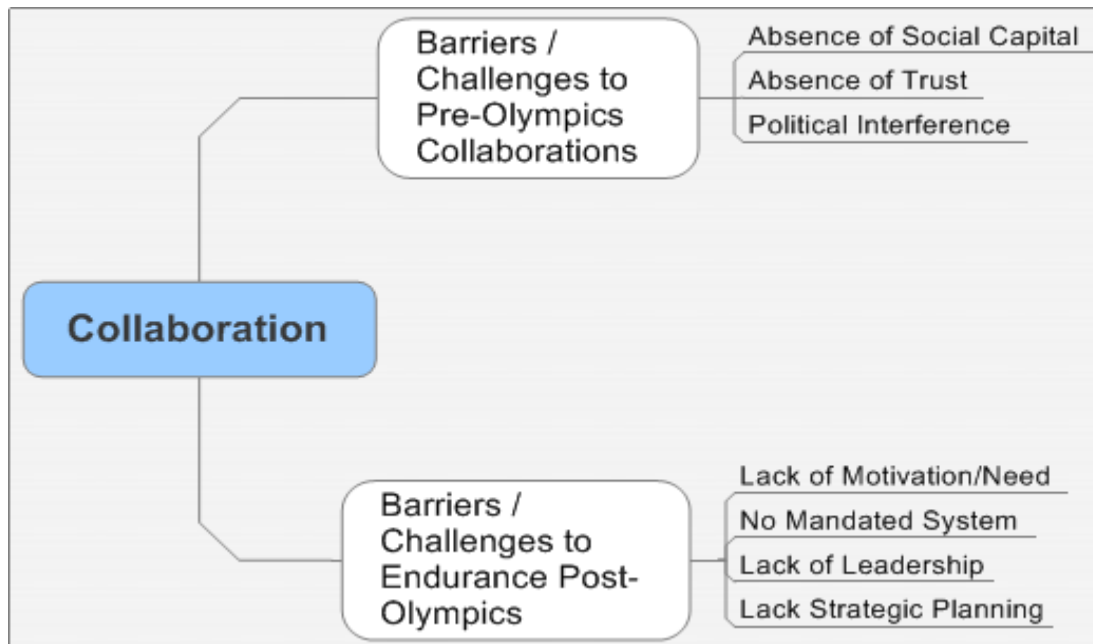 Barriers /
Challenges to
Pre-Olympics
Collaborations
Absence of Social Capital
Absence of Trust
Political Interference
Collaboration
Barriers /
Challenges to
Endurance Post-
Olympics
Lack of Motivation/Need
No Mandated System
Lack of Leadership
Lack Strategic Planning